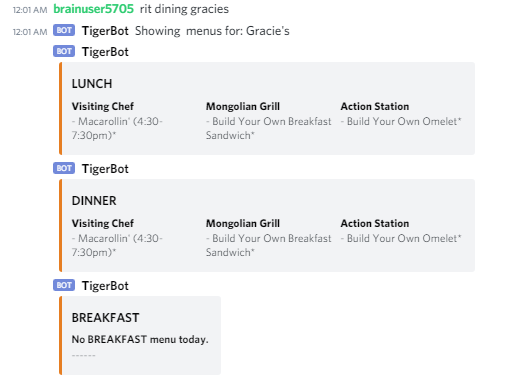 12:01 AM brainuser5705 rit dining gracies
12:01 AM BOT TigerBot Showing menus for: Gracie's
BOT TigerBot
LUNCH
Visiting Chef Mongolian Grill Action Station
- Macarollin' (4:30- - Build Your Own Breakfast - Build Your Own Omelet*
7:30pm)* Sandwich*
BOT TigerBot
DINNER
Visiting Chef Mongolian Grill Action Station
- Macarollin' (4:30- - Build Your Own Breakfast - Build Your Own Omelet*
7:30pm)* Sandwich*
BOT TigerBot
BREAKFAST
No BREAKFAST menu today.
------